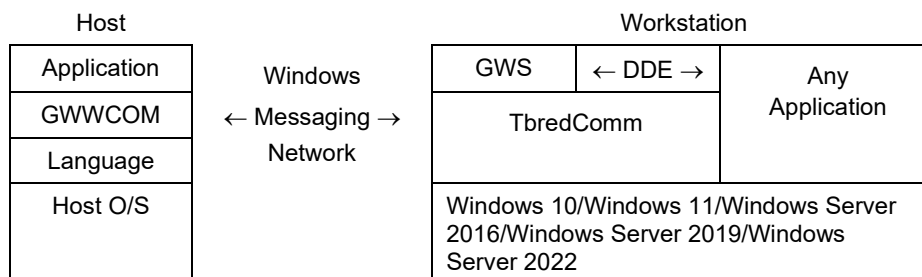 Host
Workstation
Application
GWWCOM
Language
Host O/S
Windows
← Messaging →
Network
GWS
← DDE →
TbredComm
Any
Application
Windows 10/Windows 11/Windows Server
2016/Windows Server 2019/Windows
Server 2022